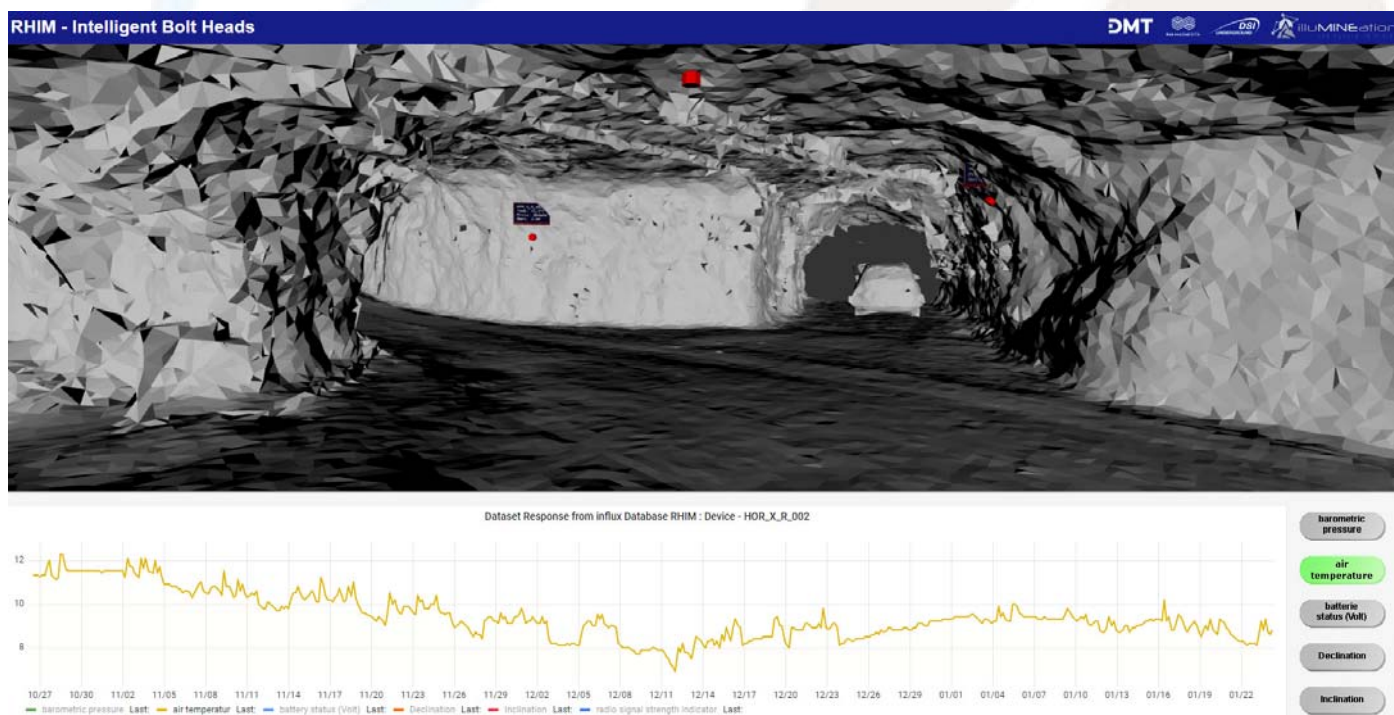 RHIM - Intelligent Bolt Heads
DMT
DSI
illuMINEation
Dataset Response from influx Database RHIM : Device - HOR_X_R_002
barometric
pressure
air
temperature
batterie
status (Volt)
Declination
Inclination
12
10
8
10/27 10/30 11/02 11/05 11/08 11/11 11/14 11/17 11/20 11/23 11/26 11/29 12/02 12/05 12/08 12/11 12/14 12/17 12/20 12/23 12/26 12/29 01/01 01/04 01/07 01/10 01/13 01/16 01/19 01/22
barometric pressure Last: air temperatur Last: battery status (Volt) Last: Declination Last: Inclination Last: radio signal strength indicator Last: